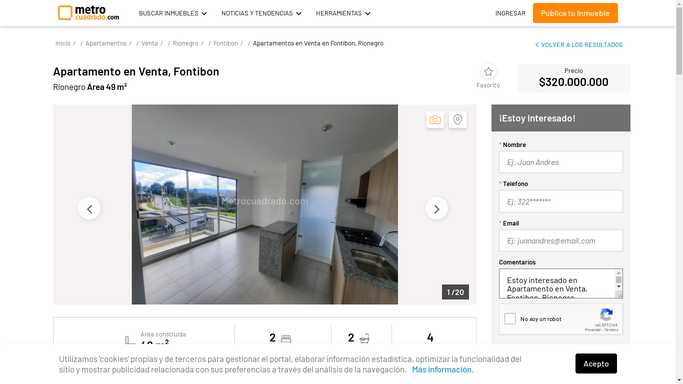 metro
cuadrado.com
BUSCAR INMUEBLES
NOTICIAS Y TENDENCIAS
HERRAMIENTAS
INGRESAR
Publica tu Inmueble
Inicio / / Apartamentos / / Venta / / Rionegro / / Fontibon / / Apartamentos en Venta en Fontibon, Rionegro
VOLVER A LOS RESULTADOS
Apartamento en Venta, Fontibon
Rionegro Area 49 m²
Favorito
Precio
$320.000.000
Metrocuadrado.com
1 / 20
¡Estoy Interesado!
* Nombre
Ej: Juan Andres
* Teléfono
Ej: 322*******
* Email
Ej: juanandres@email.com
Comentarios
Estoy interesado en
Apartamento en Venta,
Fontibon, Rionegro
No soy un robot
reCAPTCHA
Privacidad - Términos
Área construida
49 m²
2
2
4
Utilizamos 'cookies' propias y de terceros para gestionar el portal, elaborar información estadística, optimizar la funcionalidad del
sitio y mostrar publicidad relacionada con sus preferencias a través del análisis de la navegación. Más información.
Acepto